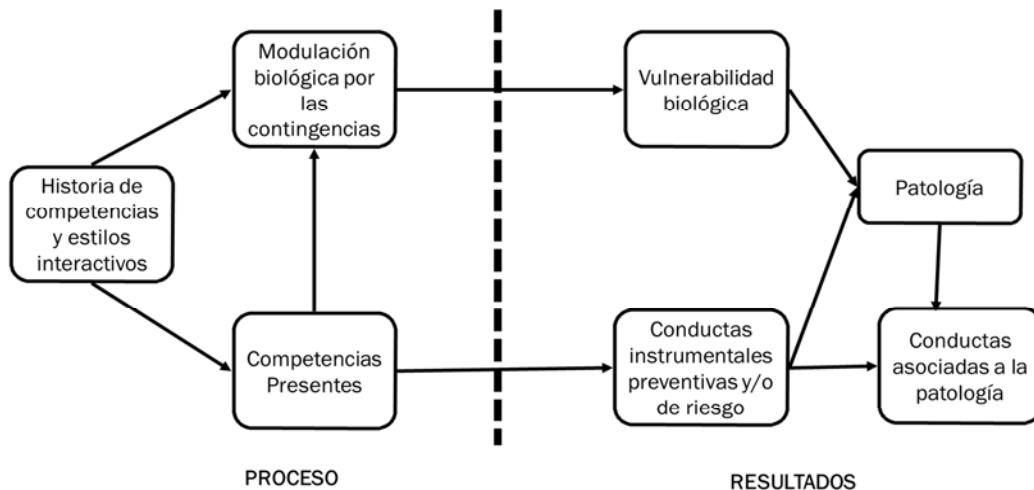 Historia de
competencias
y estilos
interactivos
Modulación
biológica por
las
contingencias
Competencias
Presentes
Vulnerabilidad
biológica
Conductas
instrumentales
preventivas y/o
de riesgo
Patología
Conductas
asociadas a la
patología
PROCESO
RESULTADOS